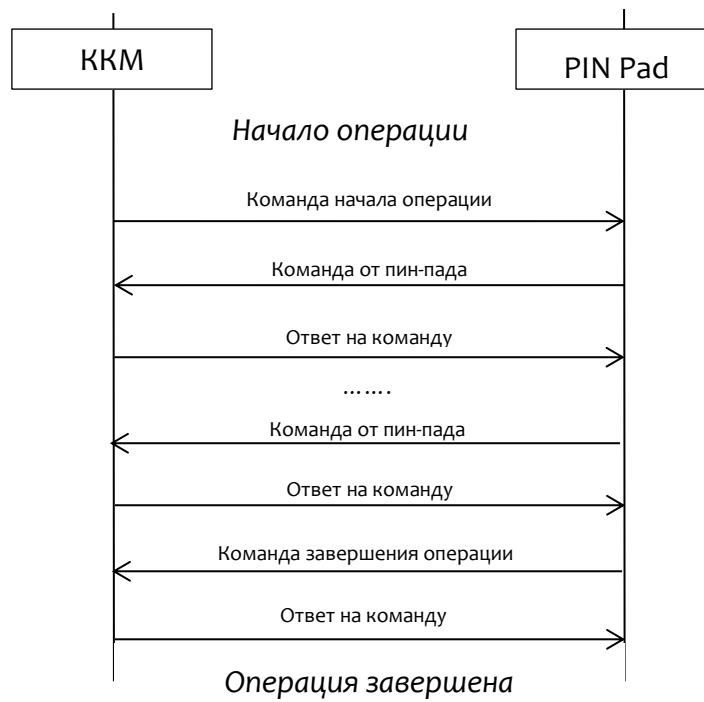 ККМ
PIN Pad
Начало операции
Команда начала операции
Команда от пин-пада
Ответ на команду
…….
Команда от пин-пада
Ответ на команду
Команда завершения операции
Ответ на команду
Операция завершена